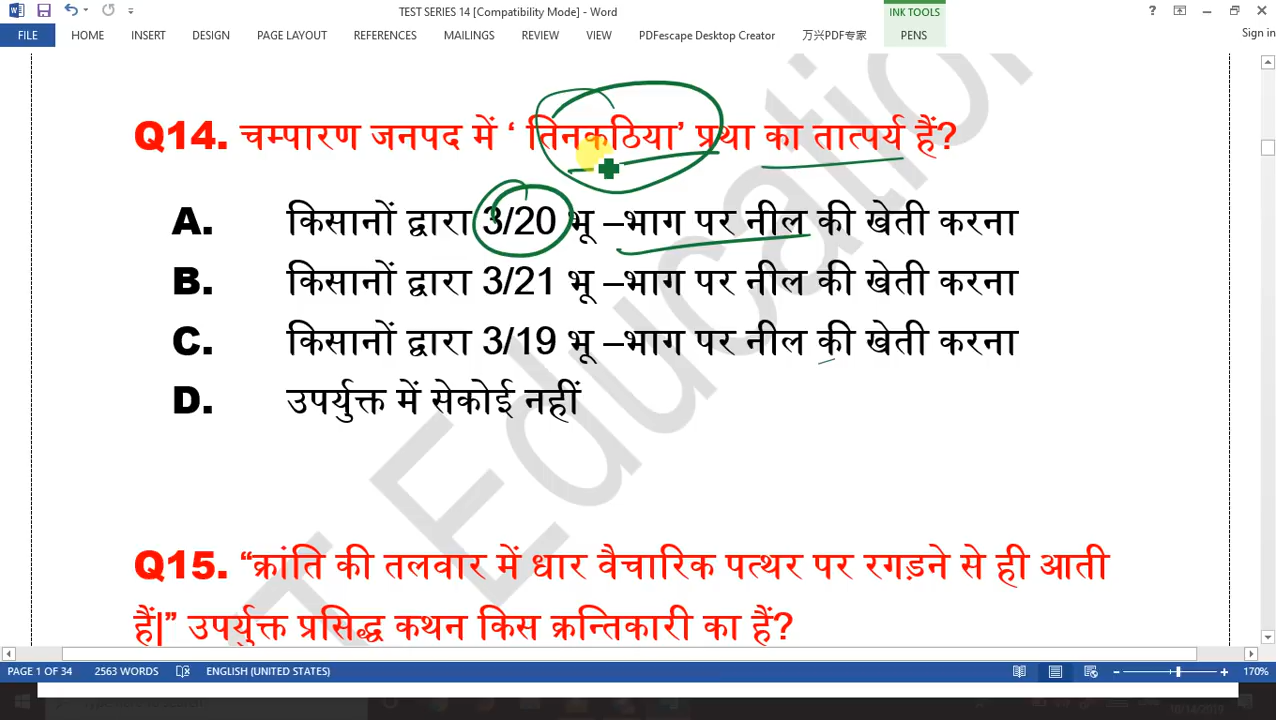 TEST SERIES 14 [Compatibility Mode] - Word
INK TOOLS
FILE HOME INSERT DESIGN PAGE LAYOUT REFERENCES MAILINGS REVIEW VIEW PDFescape Desktop Creator 万兴PDF专家 PENS Sign in
Q14. चम्पारण जनपद में ‘ तिनकठिया’ प्रथा का तात्पर्य हैं?
A. किसानों द्वारा 3/20 भू –भाग पर नील की खेती करना
B. किसानों द्वारा 3/21 भू –भाग पर नील की खेती करना
C. किसानों द्वारा 3/19 भू –भाग पर नील की खेती करना
D. उपर्युक्त में सेकोई नहीं
Q15. “क्रांति की तलवार में धार वैचारिक पत्थर पर रगड़ने से ही आती
हैं|” उपर्युक्त प्रसिद्ध कथन किस क्रन्तिकारी का हैं?
Education
PAGE 1 OF 34 2563 WORDS ENGLISH (UNITED STATES) 170%